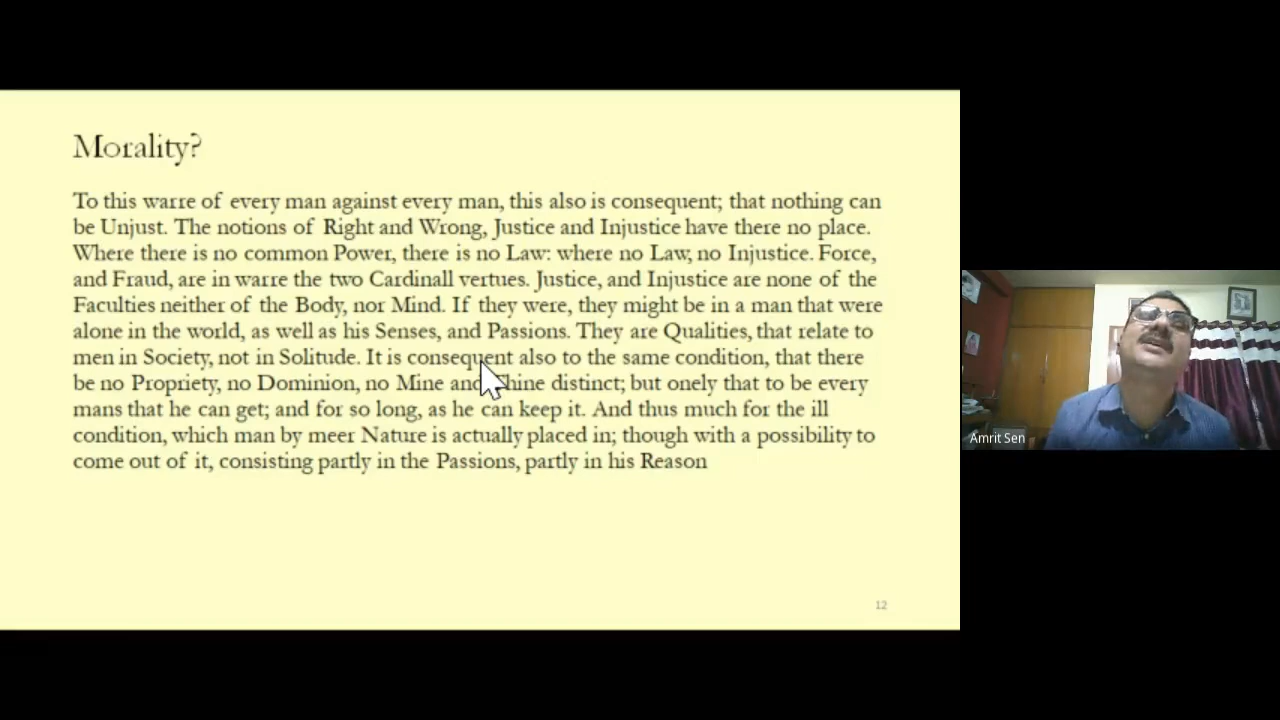 Morality?
To this warre of every man against every man, this also is consequent; that nothing can
be Unjust. The notions of Right and Wrong, Justice and Injustice have there no place.
Where there is no common Power, there is no Law: where no Law, no Injustice. Force,
and Fraud, are in warre the two Cardinall vertues. Justice, and Injustice are none of the
Faculties neither of the Body, nor Mind. If they were, they might be in a man that were
alone in the world, as well as his Senses, and Passions. They are Qualities, that relate to
men in Society, not in Solitude. It is consequent also to the same condition, that there
be no Propriety, no Dominion, no Mine and Thine distinct; but onely that to be every
mans that he can get; and for so long, as he can keep it. And thus much for the ill
condition, which man by meer Nature is actually placed in; though with a possibility to
come out of it, consisting partly in the Passions, partly in his Reason
12
Amrit Sen